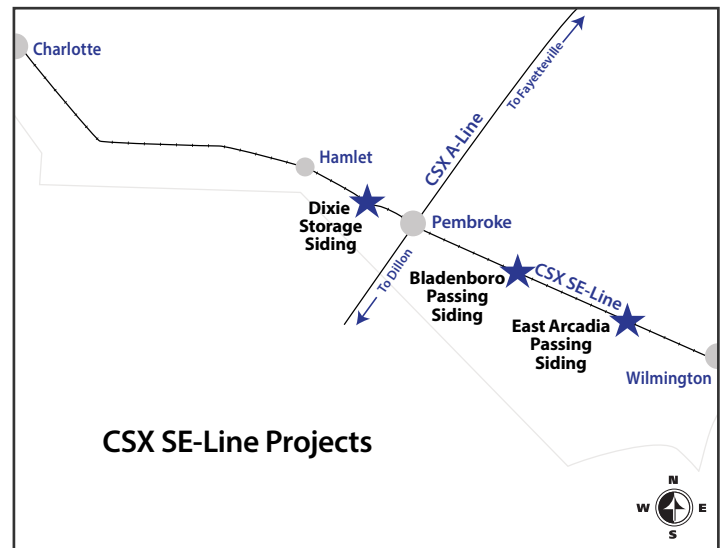 Charlotte
To Fayetteville
CSX A-Line
Hamlet
Dixie
Storage
Siding
Pembroke
To Dillon
Bladenboro
Passing
Siding
CSX SE-Line
East Arcadia
Passing
Siding
Wilmington
CSX SE-Line Projects
N
W
E
S